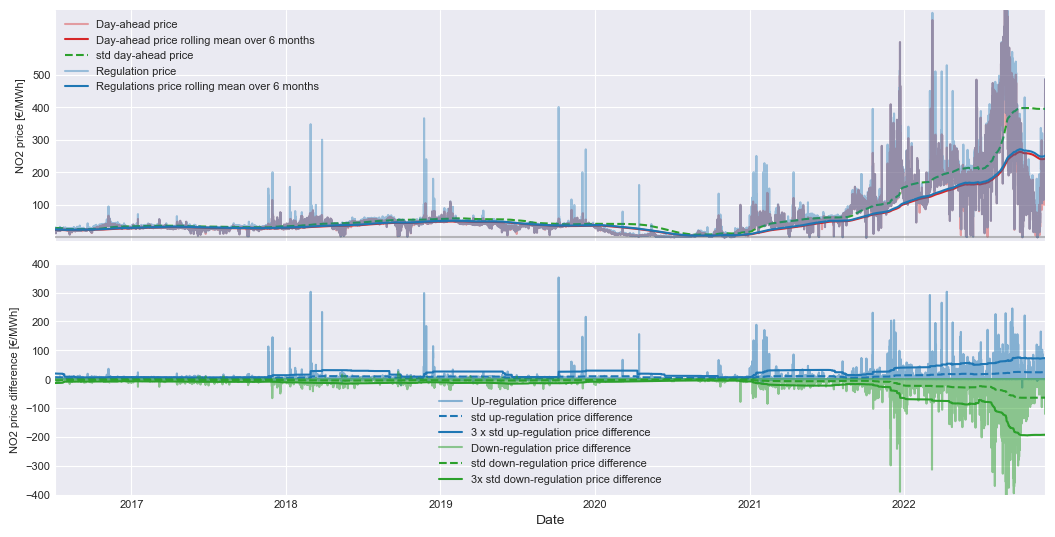 Day-ahead price
Day-ahead price rolling mean over 6 months
std day-ahead price
Regulation price
Regulations price rolling mean over 6 months
NO2 price [€/MWh]
500
400
300
200
100
NO2 price difference [€/MWh]
400
300
200
100
0
−100
−200
−300
−400
Up-regulation price difference
std up-regulation price difference
3 x std up-regulation price difference
Down-regulation price difference
std down-regulation price difference
3x std down-regulation price difference
2017 2018 2019 2020 2021 2022
Date